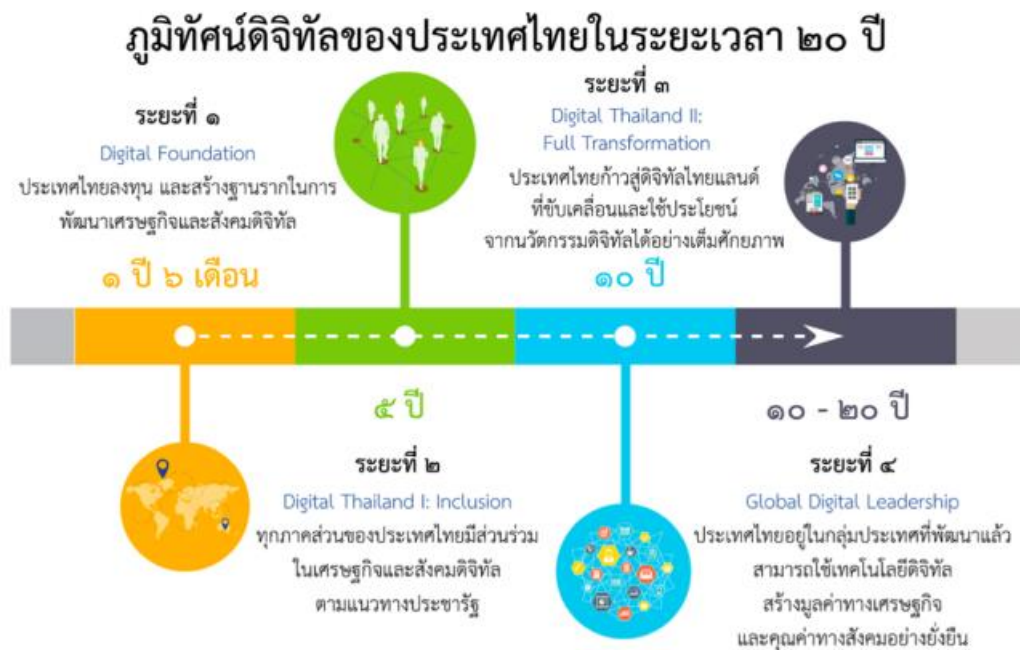 ภูมิทัศน์ดิจิทัลของประเทศไทยในระยะเวลา ๒๐ ปี
ระยะที่ ๑
Digital Foundation
ประเทศไทยลงทุน และสร้างฐานรากในการ
พัฒนาเศรษฐกิจและสังคมดิจิทัล
๑ ปี ๖ เดือน
ระยะที่ ๒
Digital Thailand I: Inclusion
ทุกภาคส่วนของประเทศไทยมีส่วนร่วม
ในเศรษฐกิจและสังคมดิจิทัล
ตามแนวทางประชารัฐ
๕ ปี
ระยะที่ ๓
Digital Thailand II:
Full Transformation
ประเทศไทยก้าวสู่ดิจิทัลไทยแลนด์
ที่ขับเคลื่อนและใช้ประโยชน์
จากนวัตกรรมดิจิทัลได้อย่างเต็มศักยภาพ
๑๐ ปี
๑๐ - ๒๐ ปี
ระยะที่ ๔
Global Digital Leadership
ประเทศไทยอยู่ในกลุ่มประเทศที่พัฒนาแล้ว
สามารถใช้เทคโนโลยีดิจิทัล
สร้างมูลค่าทางเศรษฐกิจ
และคุณค่าทางสังคมอย่างยั่งยืน